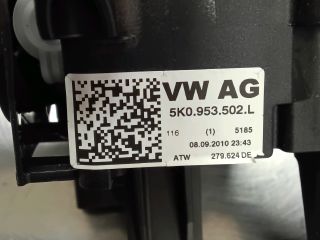 VW AG
5K0.953.502.L
116 (1) 5185
08.09.2010 23:43
ATW 279.624 DE